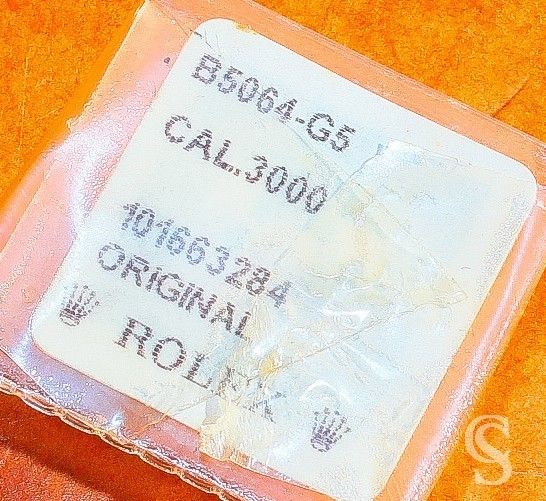 B5064-G5
CAL.3000
101663284
ORIGINAL
ROLEX